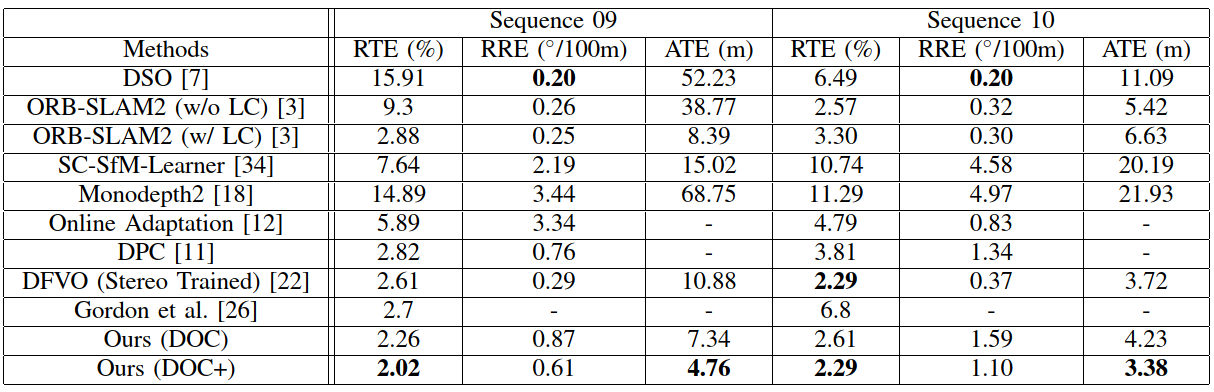 Sequence 09 Sequence 10
Methods RTE (%) RRE (°/100m) ATE (m) RTE (%) RRE (°/100m) ATE (m)
DSO [7] 15.91 0.20 52.23 6.49 0.20 11.09
ORB-SLAM2 (w/o LC) [3] 9.3 0.26 38.77 2.57 0.32 5.42
ORB-SLAM2 (w/ LC) [3] 2.88 0.25 8.39 3.30 0.30 6.63
SC-SfM-Learner [34] 7.64 2.19 15.02 10.74 4.58 20.19
Monodepth2 [18] 14.89 3.44 68.75 11.29 4.97 21.93
Online Adaptation [12] 5.89 3.34 - 4.79 0.83 -
DPC [11] 2.82 0.76 - 3.81 1.34 -
DFVO (Stereo Trained) [22] 2.61 0.29 10.88 2.29 0.37 3.72
Gordon et al. [26] 2.7 - - 6.8 - -
Ours (DOC) 2.26 0.87 7.34 2.61 1.59 4.23
Ours (DOC+) 2.02 0.61 4.76 2.29 1.10 3.38